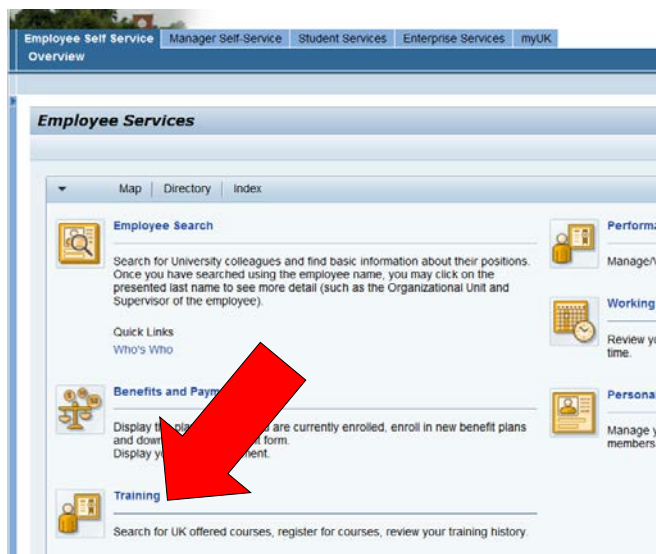 Employee Self Service Manager Self-Service Student Services Enterprise Services myUK
Overview
Employee Services
Map Directory Index
Employee Search
Search for University colleagues and find basic information about their positions.
Once you have searched using the employee name, you may click on the
presented last name to see more detail (such as the Organizational Unit and
Supervisor of the employee).
Quick Links
Who's Who
Benefits and
Display are currently enrolled, enroll in new benefit plans
and form.
Display
Training
Search for UK offered courses, register for courses, review your training history.
Manage
Working
Review
time.
Manage
members